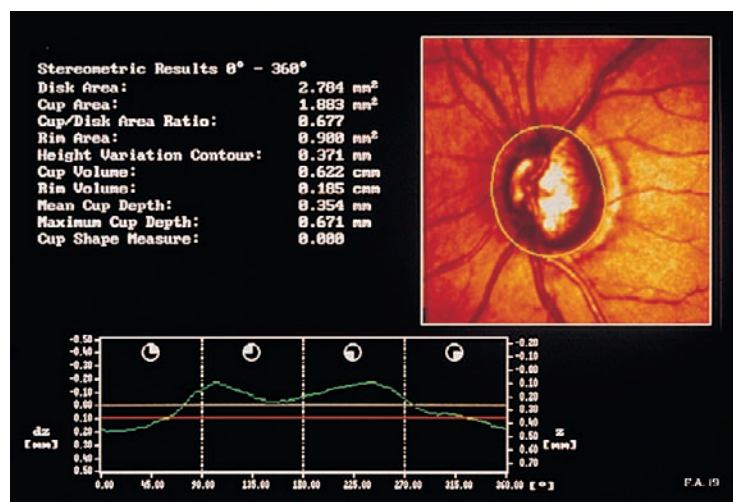 Stereometric Results 0° - 360°
Disk Area: 2.784 mm²
Cup Area: 1.883 mm²
Cup/Disk Area Ratio: 0.677
Rim Area: 0.900 mm²
Height Variation Contour: 0.371 mm
Cup Volume: 0.622 cmm
Rim Volume: 0.185 cmm
Mean Cup Depth: 0.354 mm
Maximum Cup Depth: 0.671 mm
Cup Shape Measure: 0.000
-0.50 -0.20
-0.40 -0.10
-0.30 0.00
-0.20 0.10
-0.10 0.20
0.00 0.30
0.10 0.40
dz 0.20 0.50 z
[mm] 0.30 0.60 [mm]
0.40 0.70
0.50
0.00 45.00 90.00 135.00 180.00 225.00 270.00 315.00 360.00 [°]
F.A. 19